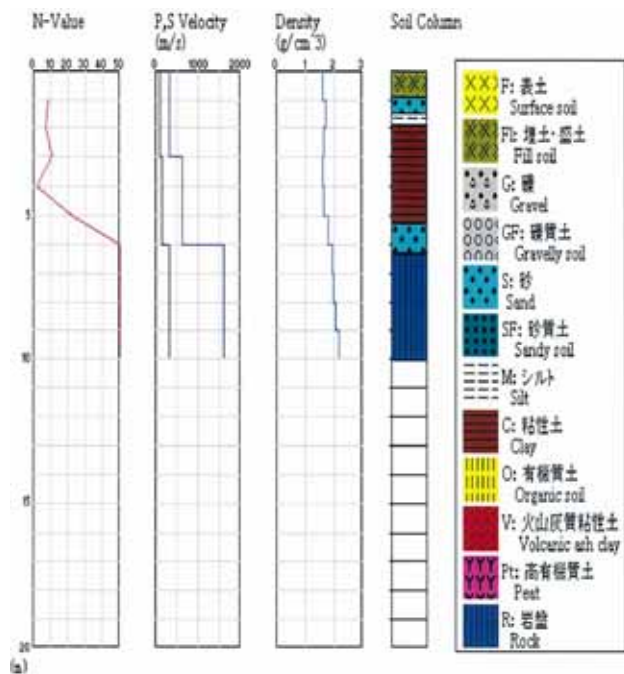 N-Value
P,S Velocity
(m/s)
Density
(g/cm^3)
Soil Column
0 10 20 30 40 50
0 1000 2000
0 1 2 3
5
10
15
20
(m)
F: 表土
Surface soil
FI: 埋土・盛土
Fill soil
G: 礫
Gravel
GF: 礫質土
Gravelly soil
S: 砂
Sand
SF: 砂質土
Sandy soil
M: シルト
Silt
C: 粘性土
Clay
O: 有機質土
Organic soil
V: 火山灰質粘性土
Volcanic ash clay
Pt: 高有機質土
Peat
R: 岩盤
Rock